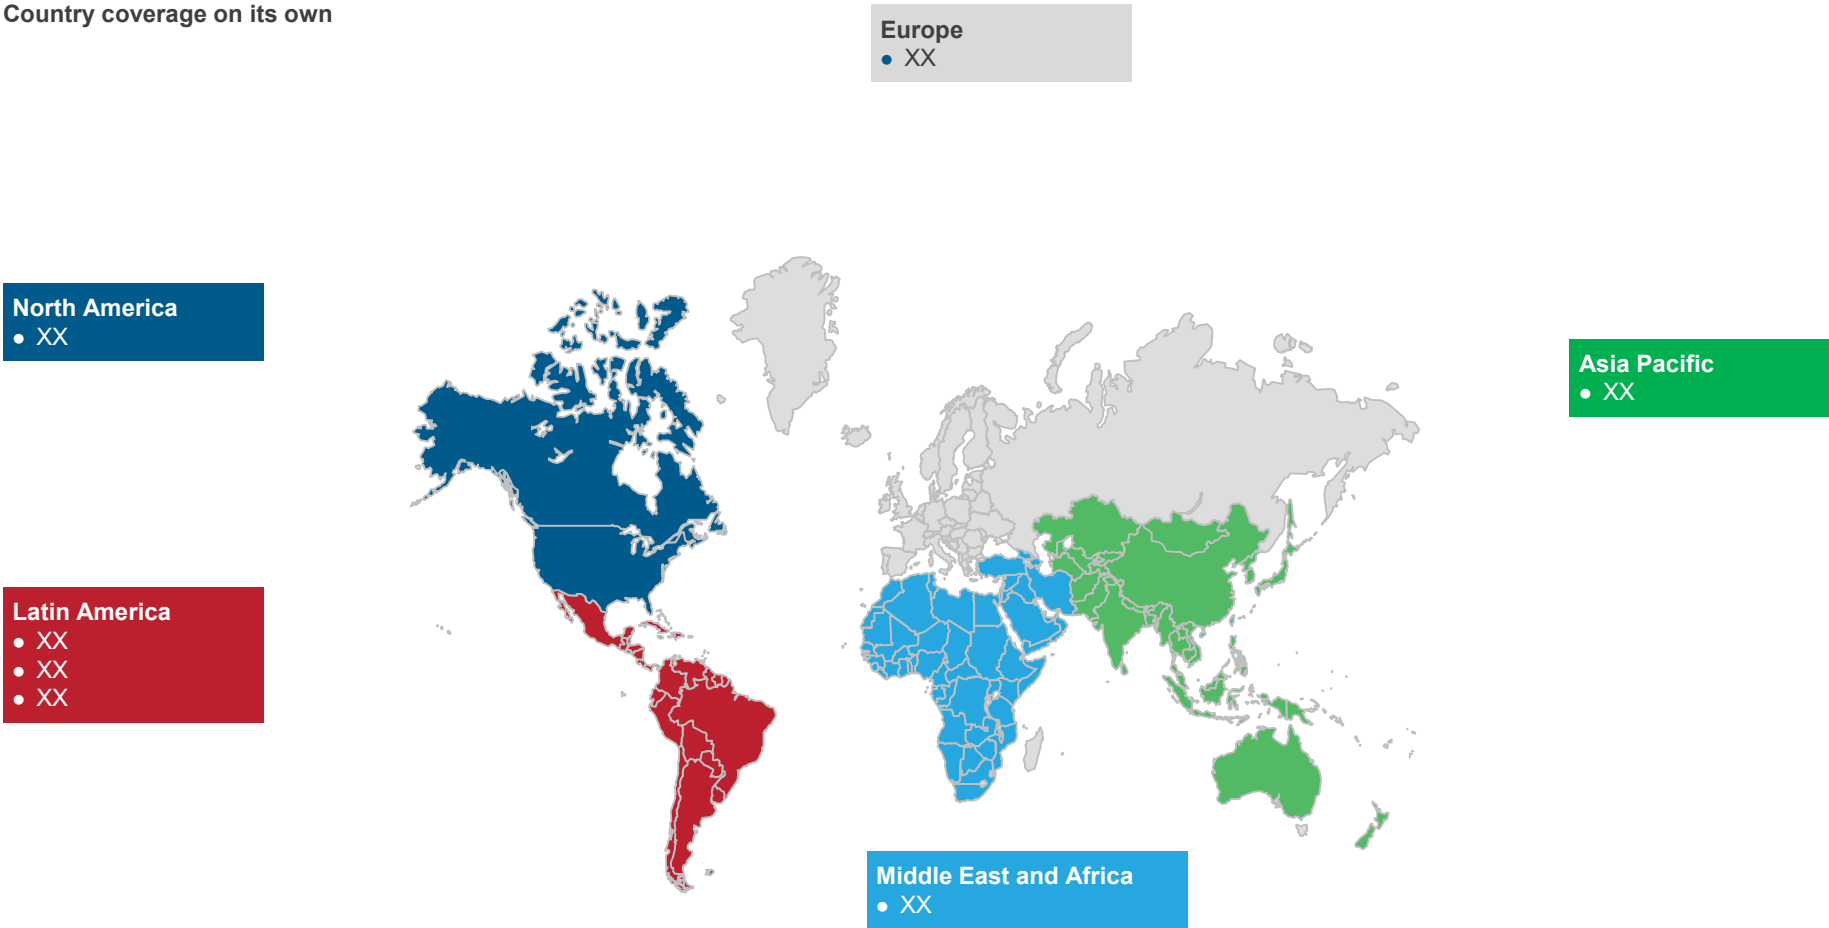 Country coverage on its own
Europe
• XX
North America
• XX
Asia Pacific
• XX
Latin America
• XX
• XX
• XX
Middle East and Africa
• XX